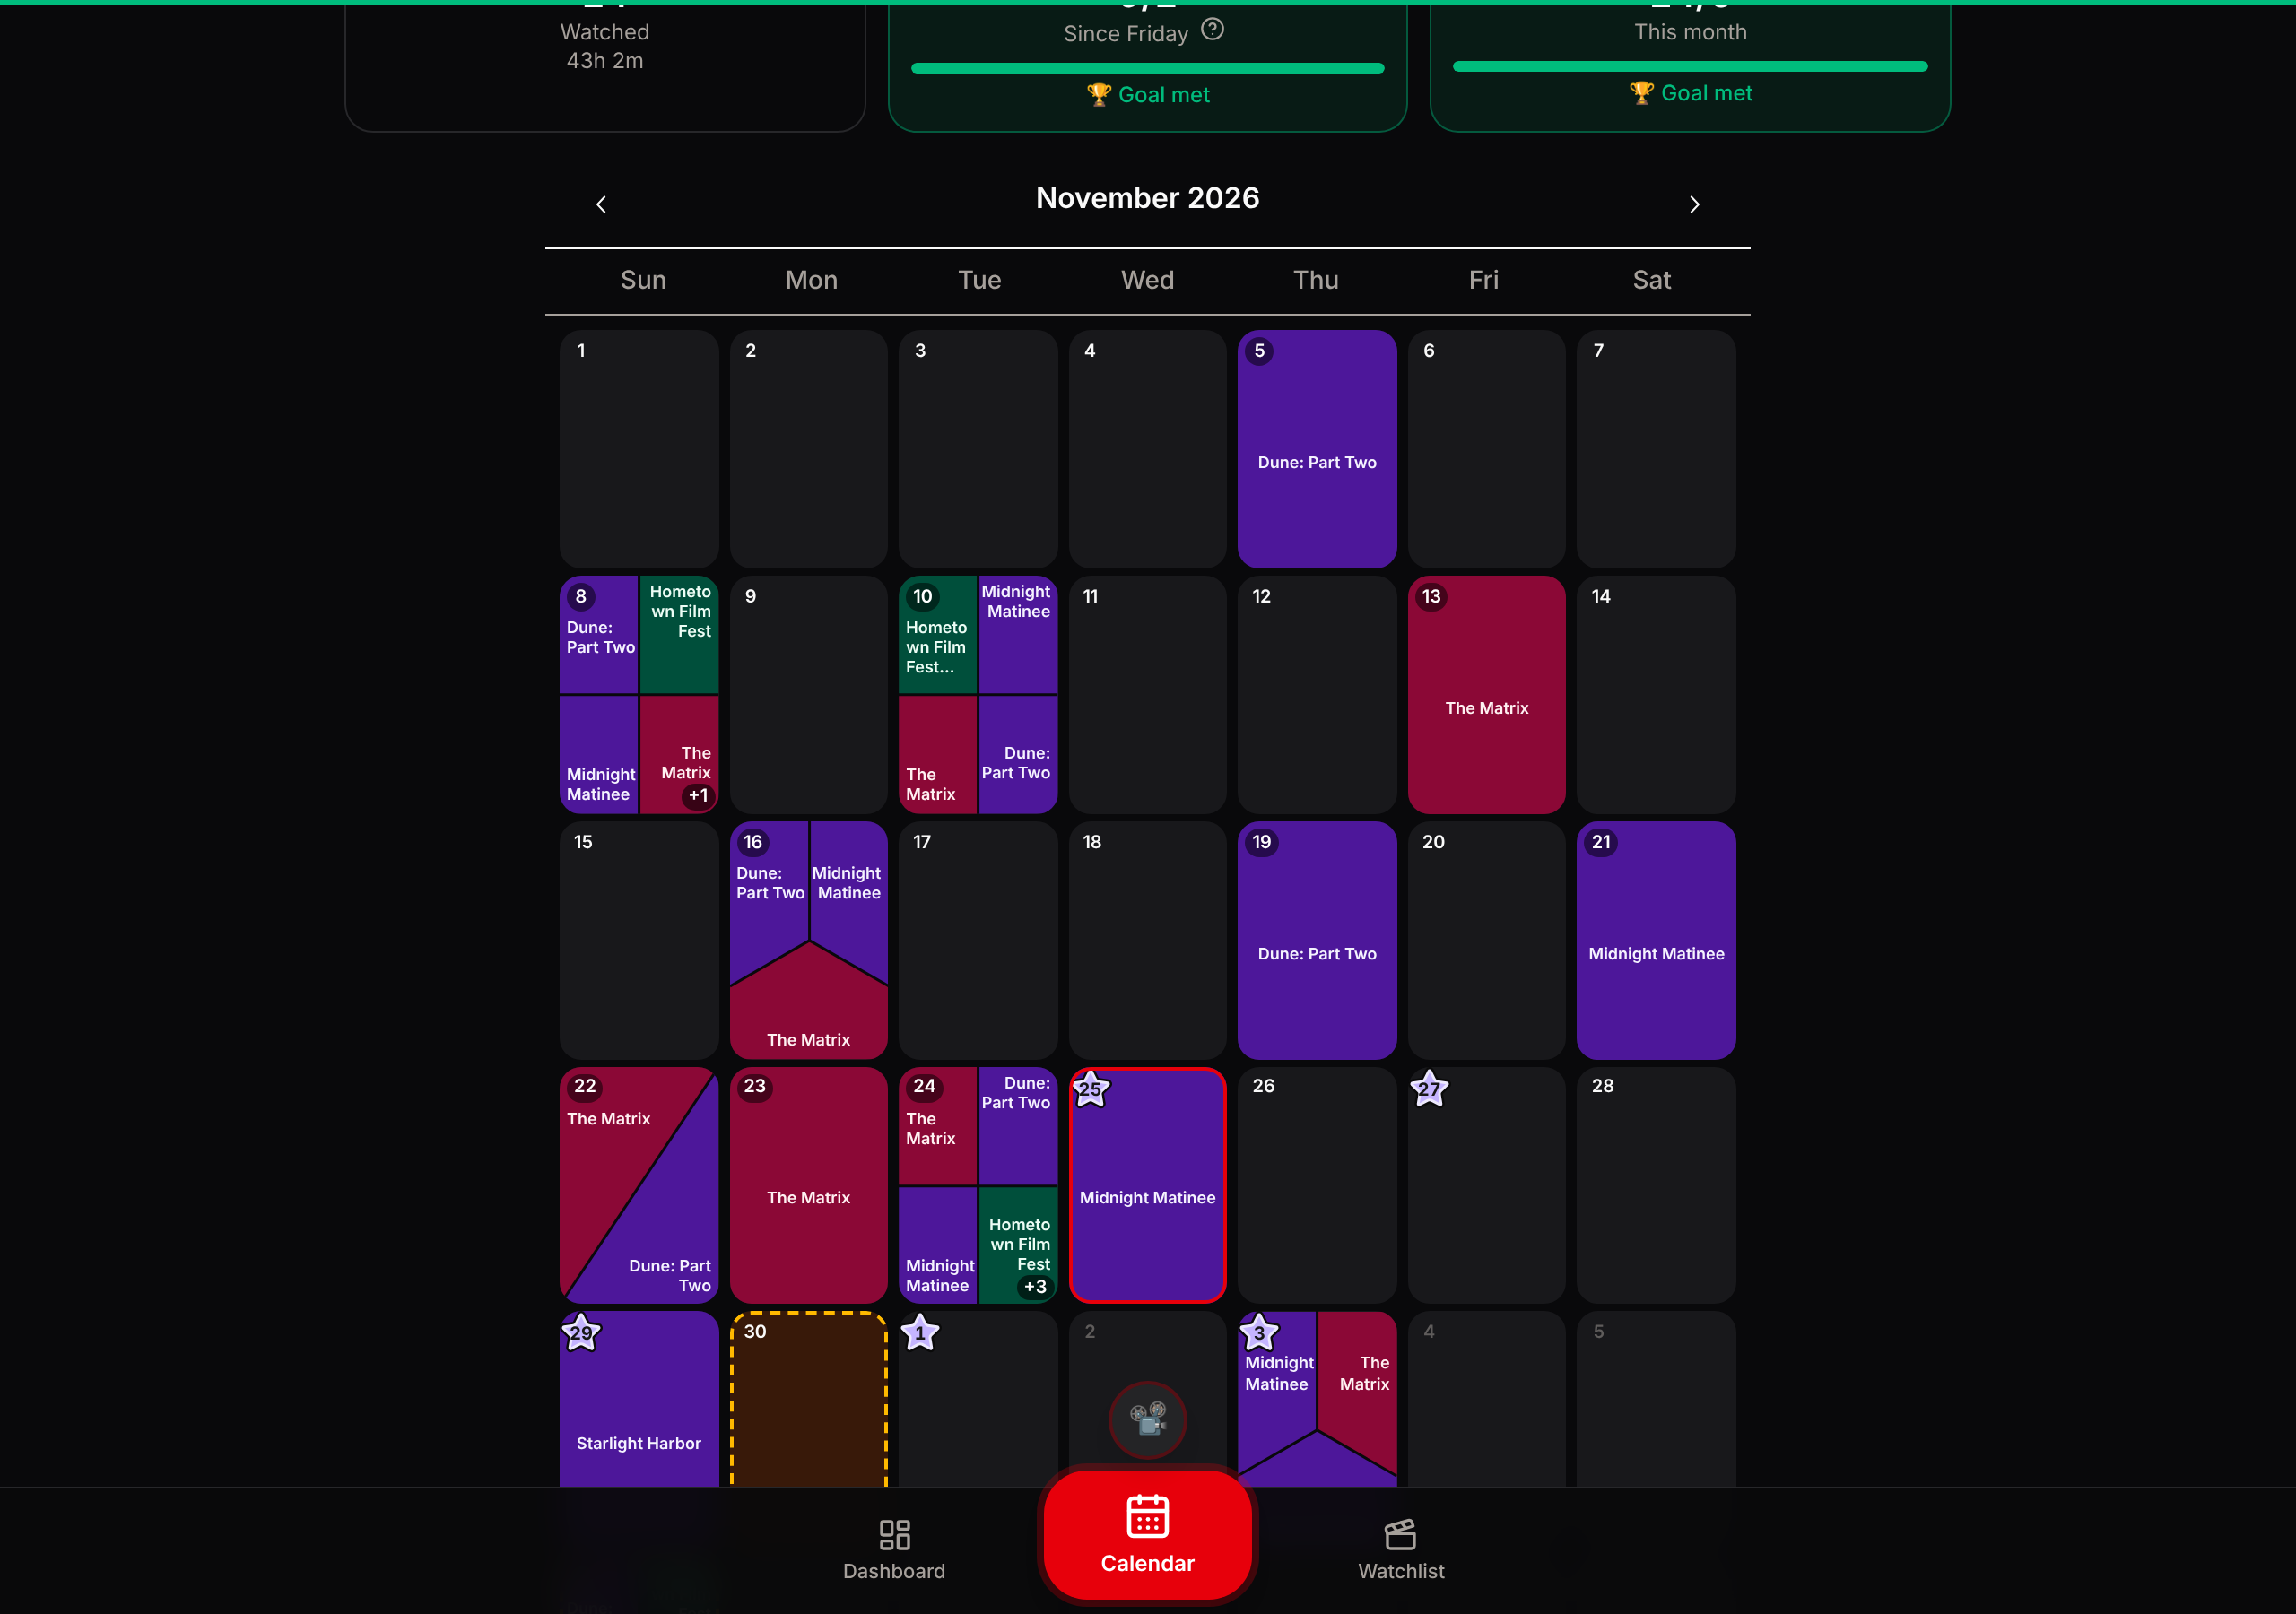 Watched
43h 2m
Since Friday
🏆 Goal met
This month
🏆 Goal met
November 2026
Sun Mon Tue Wed Thu Fri Sat
1 2 3 4 5 6 7
Dune: Part Two
8
Dune:
Part Two
Hometo
wn Film
Fest
Midnight
Matinee
The
Matrix
+1
9
10
Hometo
wn Film
Fest...
Midnight
Matinee
The
Matrix
Dune:
Part Two
11
12
13
The Matrix
14
15
16
Dune:
Part Two
Midnight
Matinee
The Matrix
17
18
19
Dune: Part Two
20
21
Midnight Matinee
22
The Matrix
Dune: Part
Two
23
The Matrix
24
The
Matrix
Dune:
Part Two
Midnight
Matinee
Hometo
wn Film
Fest
+3
25
Midnight Matinee
26
27
28
29
Starlight Harbor
30
1
2
3
Midnight
Matinee
The
Matrix
4
5
Dashboard
Calendar
Watchlist